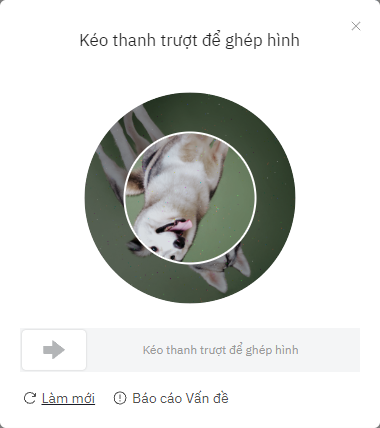 Kéo thanh trượt để ghép hình
Kéo thanh trượt để ghép hình
Làm mới
Báo cáo Vấn đề